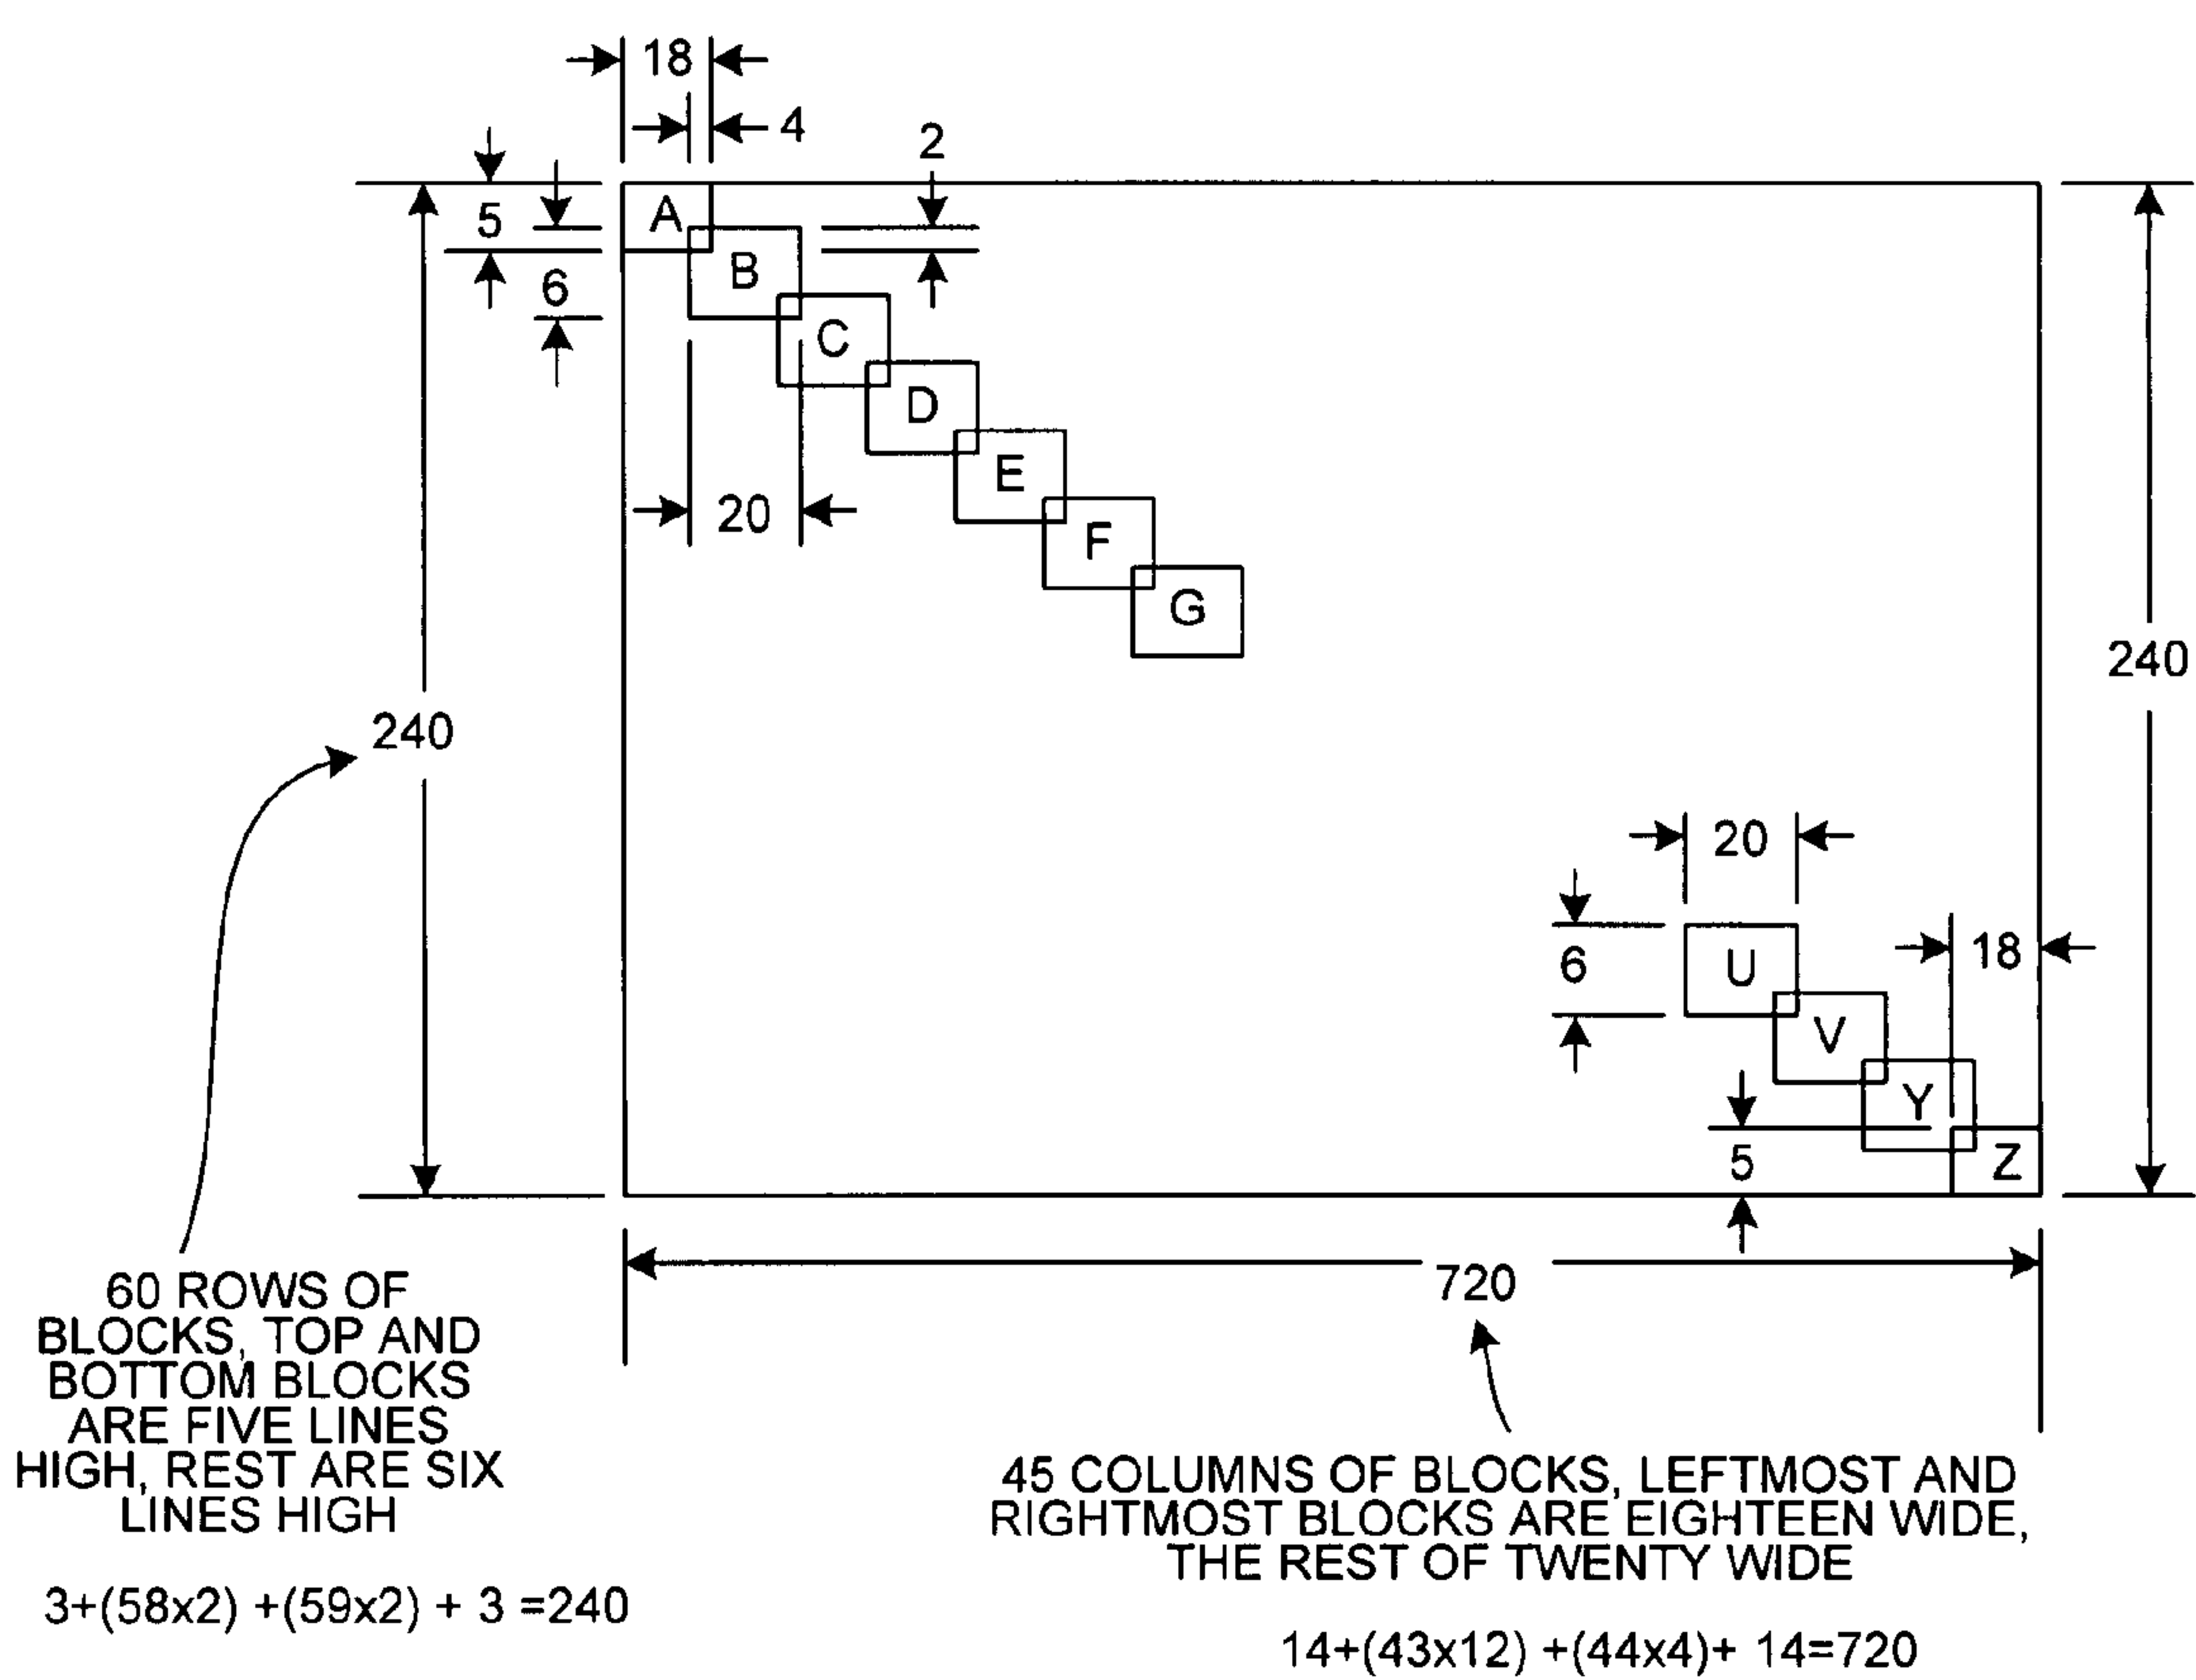 18
4
2
5
A
B
6
C
D
E
20
F
G
240
240
20
U
6
18
V
Y
5
Z
720
60 ROWS OF
BLOCKS, TOP AND
BOTTOM BLOCKS
ARE FIVE LINES
HIGH, REST ARE SIX
LINES HIGH
3+(58x2) +(59x2) + 3 =240
45 COLUMNS OF BLOCKS, LEFTMOST AND
RIGHTMOST BLOCKS ARE EIGHTEEN WIDE,
THE REST OF TWENTY WIDE
14+(43x12) +(44x4)+ 14=720